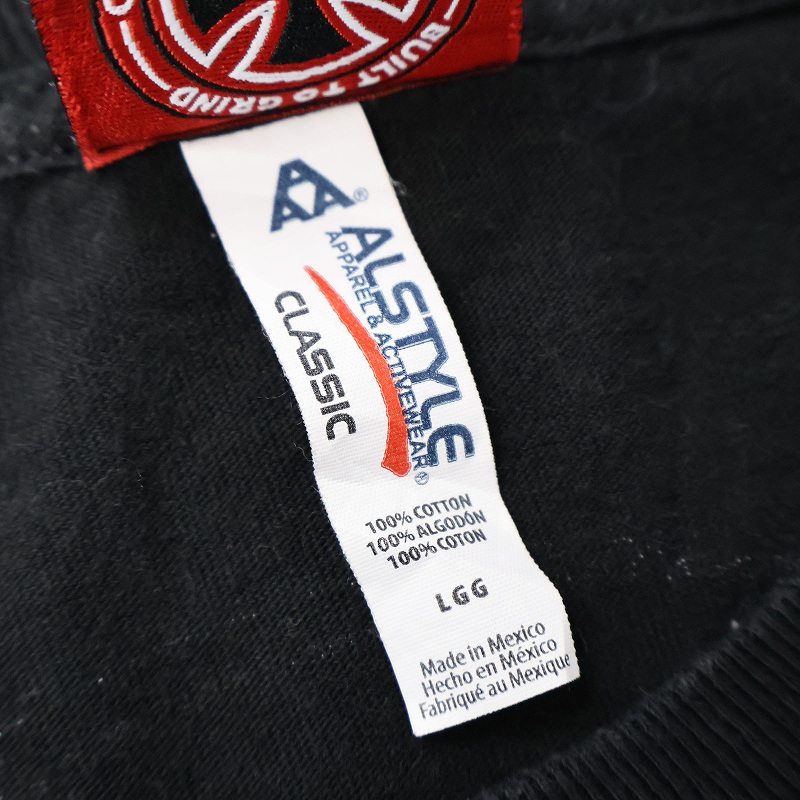 BUILT TO GRIND
AAA®
ALSTYLE
APPAREL & ACTIVEWEAR®
CLASSIC
100% COTTON
100% ALGODÓN
100% COTON
LGG
Made in Mexico
Hecho en México
Fabriqué au Mexique